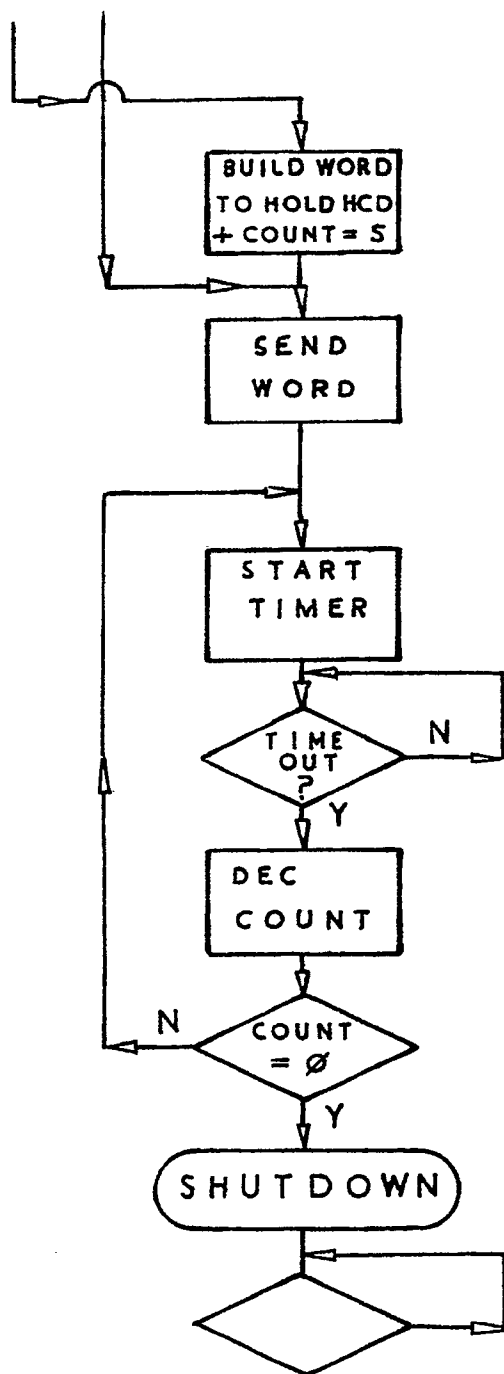 BUILD WORD
TO HOLD HCD
+ COUNT = 5
SEND
WORD
START
TIMER
TIME
OUT
?
N
Y
DEC
COUNT
N
COUNT
= Ø
Y
SHUTDOWN